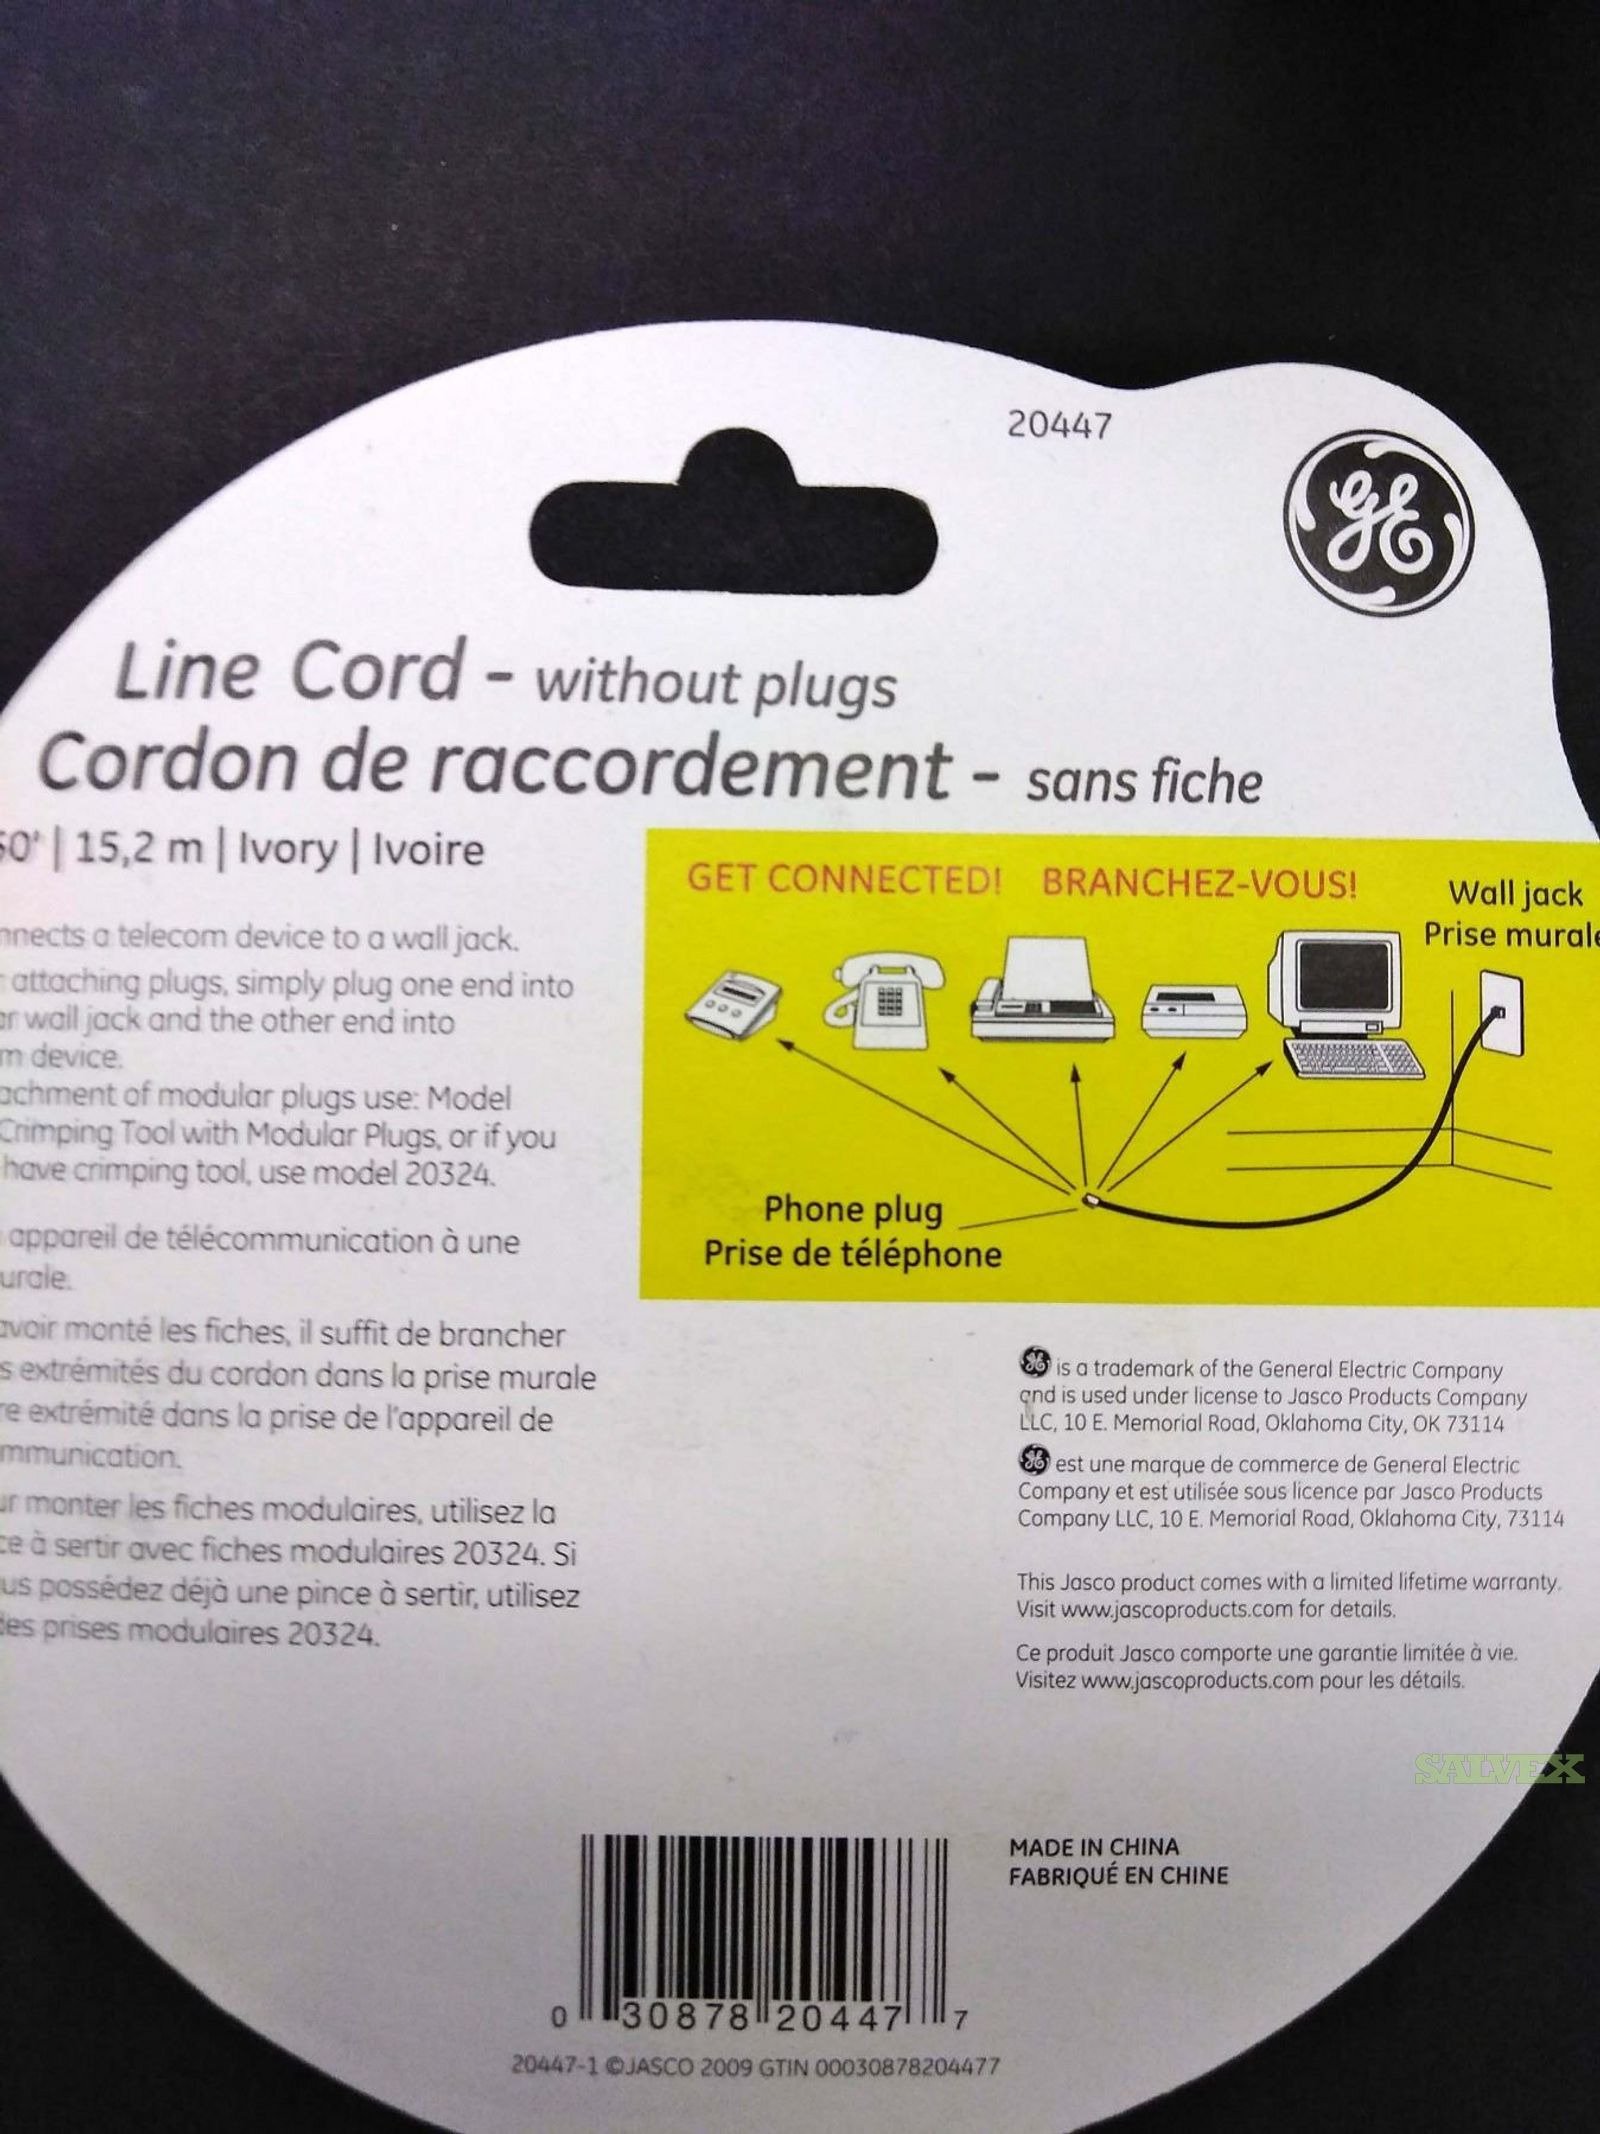 20447
GE
Line Cord - without plugs
Cordon de raccordement - sans fiche
50' | 15,2 m | Ivory | Ivoire
a telecom device to a wall jack.
attaching plugs, simply plug one end into
wall jack and the other end into
device.
of modular plugs use: Model
Crimping Tool with Modular Plugs, or if you
have crimping tool, use model 20324.
appareil de télécommunication à une
monté les fiches, il suffit de brancher
extrémités du cordon dans la prise murale
extrémité dans la prise de l'appareil de
monter les fiches modulaires, utilisez la
à sertir avec fiches modulaires 20324. Si
possédez déjà une pince à sertir, utilisez
des prises modulaires 20324.
GET CONNECTED! BRANCHEZ-VOUS!
Wall jack
Prise murale
Phone plug
Prise de téléphone
GE is a trademark of the General Electric Company
and is used under license to Jasco Products Company
LLC, 10 E. Memorial Road, Oklahoma City, OK 73114
GE est une marque de commerce de General Electric
Company et est utilisée sous licence par Jasco Products
Company LLC, 10 E. Memorial Road, Oklahoma City, 73114
This Jasco product comes with a limited lifetime warranty.
Visit www.jascoproducts.com for details.
Ce produit Jasco comporte une garantie limitée à vie.
Visitez www.jascoproducts.com pour les détails.
SALVEX
MADE IN CHINA
FABRIQUÉ EN CHINE
0 30878 20447 7
20447-1 ©JASCO 2009 GTIN 00030878204477